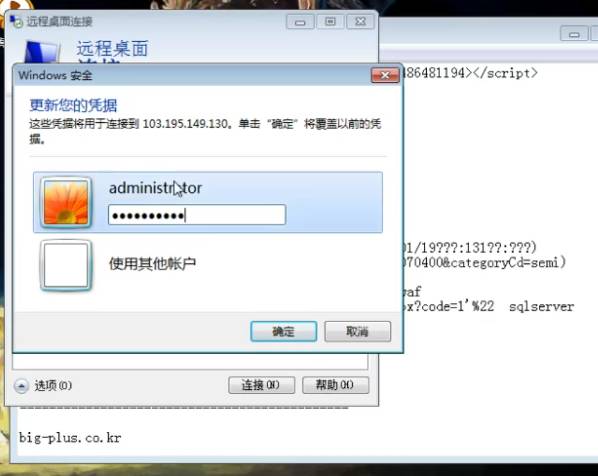 远程桌面连接
远程桌面
Windows 安全
更新您的凭据
这些凭据将用于连接到 103.195.149.130。单击“确定”将覆盖以前的凭
据。
administrator
••••••••••
使用其他帐户
确定 取消
选项(O) 连接(N) 帮助(H)
big-plus.co.kr
386481194></script>
01/19???:131??:???)
070400&categoryCd=semi)
waf
px?code=1'%22 sqlserver